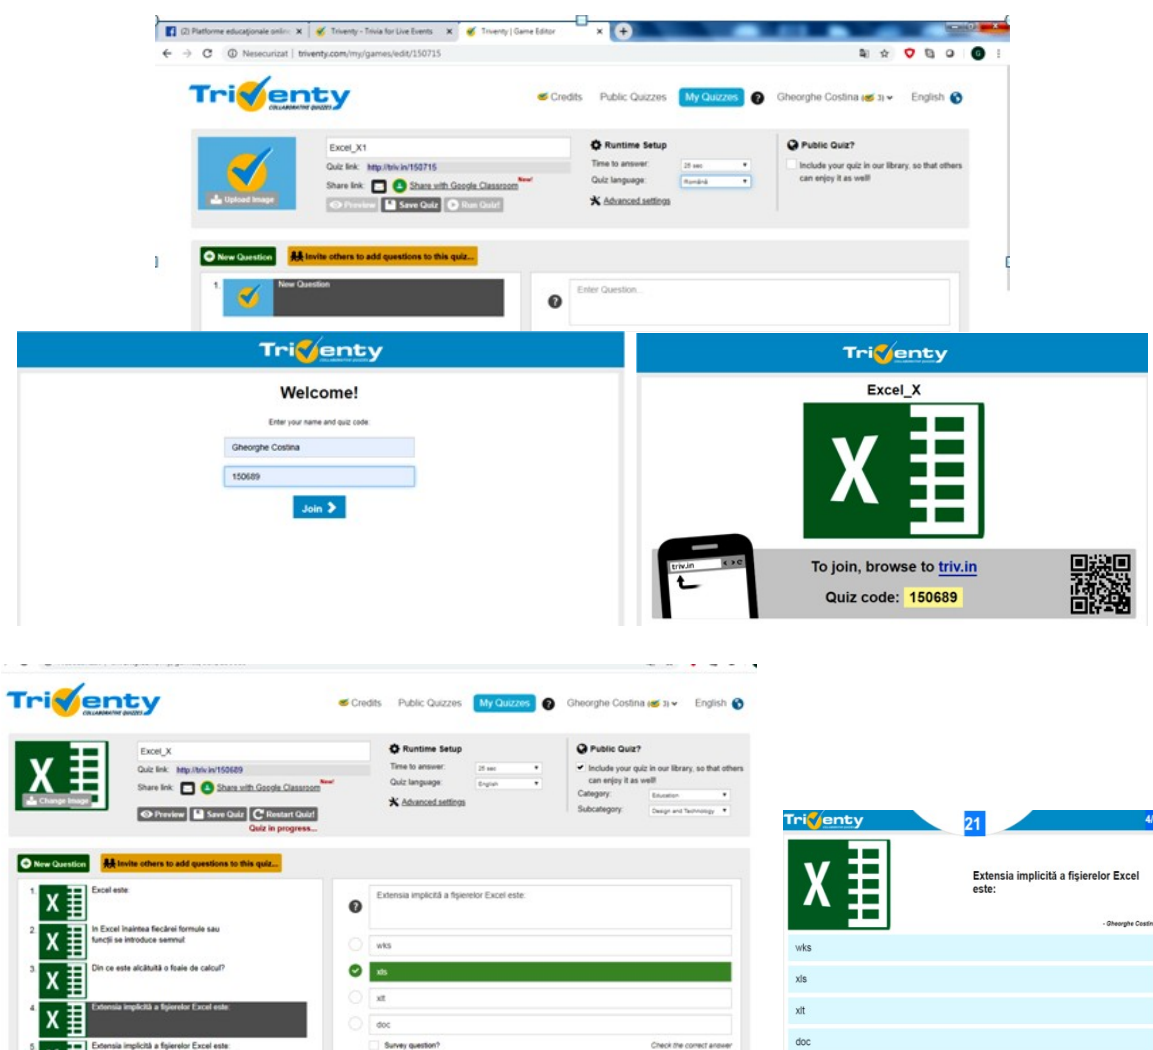 (2) Platforme educaționale online
Triventy - Trivia for Live Events
Triventy | Game Editor
Nesecurizat | triventy.com/my/games/edit/150715
Triventy
COLLABORATIVE QUIZZES
Credits Public Quizzes My Quizzes ? Gheorghe Costina ( 3) English
Excel_X1
Quiz link: http://triv.in/150715
Share link: Share with Google Classroom New!
Upload Image
Preview Save Quiz Run Quiz!
Runtime Setup
Time to answer: 25 sec
Quiz language: Română
Advanced settings
Public Quiz?
Include your quiz in our library, so that others
can enjoy it as well!
New Question Invite others to add questions to this quiz...
1. New Question
? Enter Question...
Triventy
Welcome!
Enter your name and quiz code:
Gheorghe Costina
150689
Join
Triventy
Excel_X
X
triv.in
To join, browse to triv.in
Quiz code: 150689
Triventy
COLLABORATIVE QUIZZES
Credits Public Quizzes My Quizzes ? Gheorghe Costina ( 3) English
X
Change Image
Excel_X
Quiz link: http://triv.in/150689
Share link: Share with Google Classroom New!
Preview Save Quiz Restart Quiz!
Quiz in progress...
Runtime Setup
Time to answer: 25 sec
Quiz language: English
Advanced settings
Public Quiz?
Include your quiz in our library, so that others
can enjoy it as well!
Category: Education
Subcategory: Design and Technology
New Question Invite others to add questions to this quiz...
1. X Excel este:
2. X In Excel înaintea fiecărei formule sau
funcții se introduce semnul
3. X Din ce este alcătuită o foaie de calcul?
4. X Extensia implicită a fișierelor Excel este:
5. Extensia implicită a fișierelor Excel este:
? Extensia implicită a fișierelor Excel este:
wks
xls
xlt
doc
Survey question? Check the correct answer
Triventy 21 4/
X
Extensia implicită a fișierelor Excel
este:
- Gheorghe Costin
wks
xls
xlt
doc